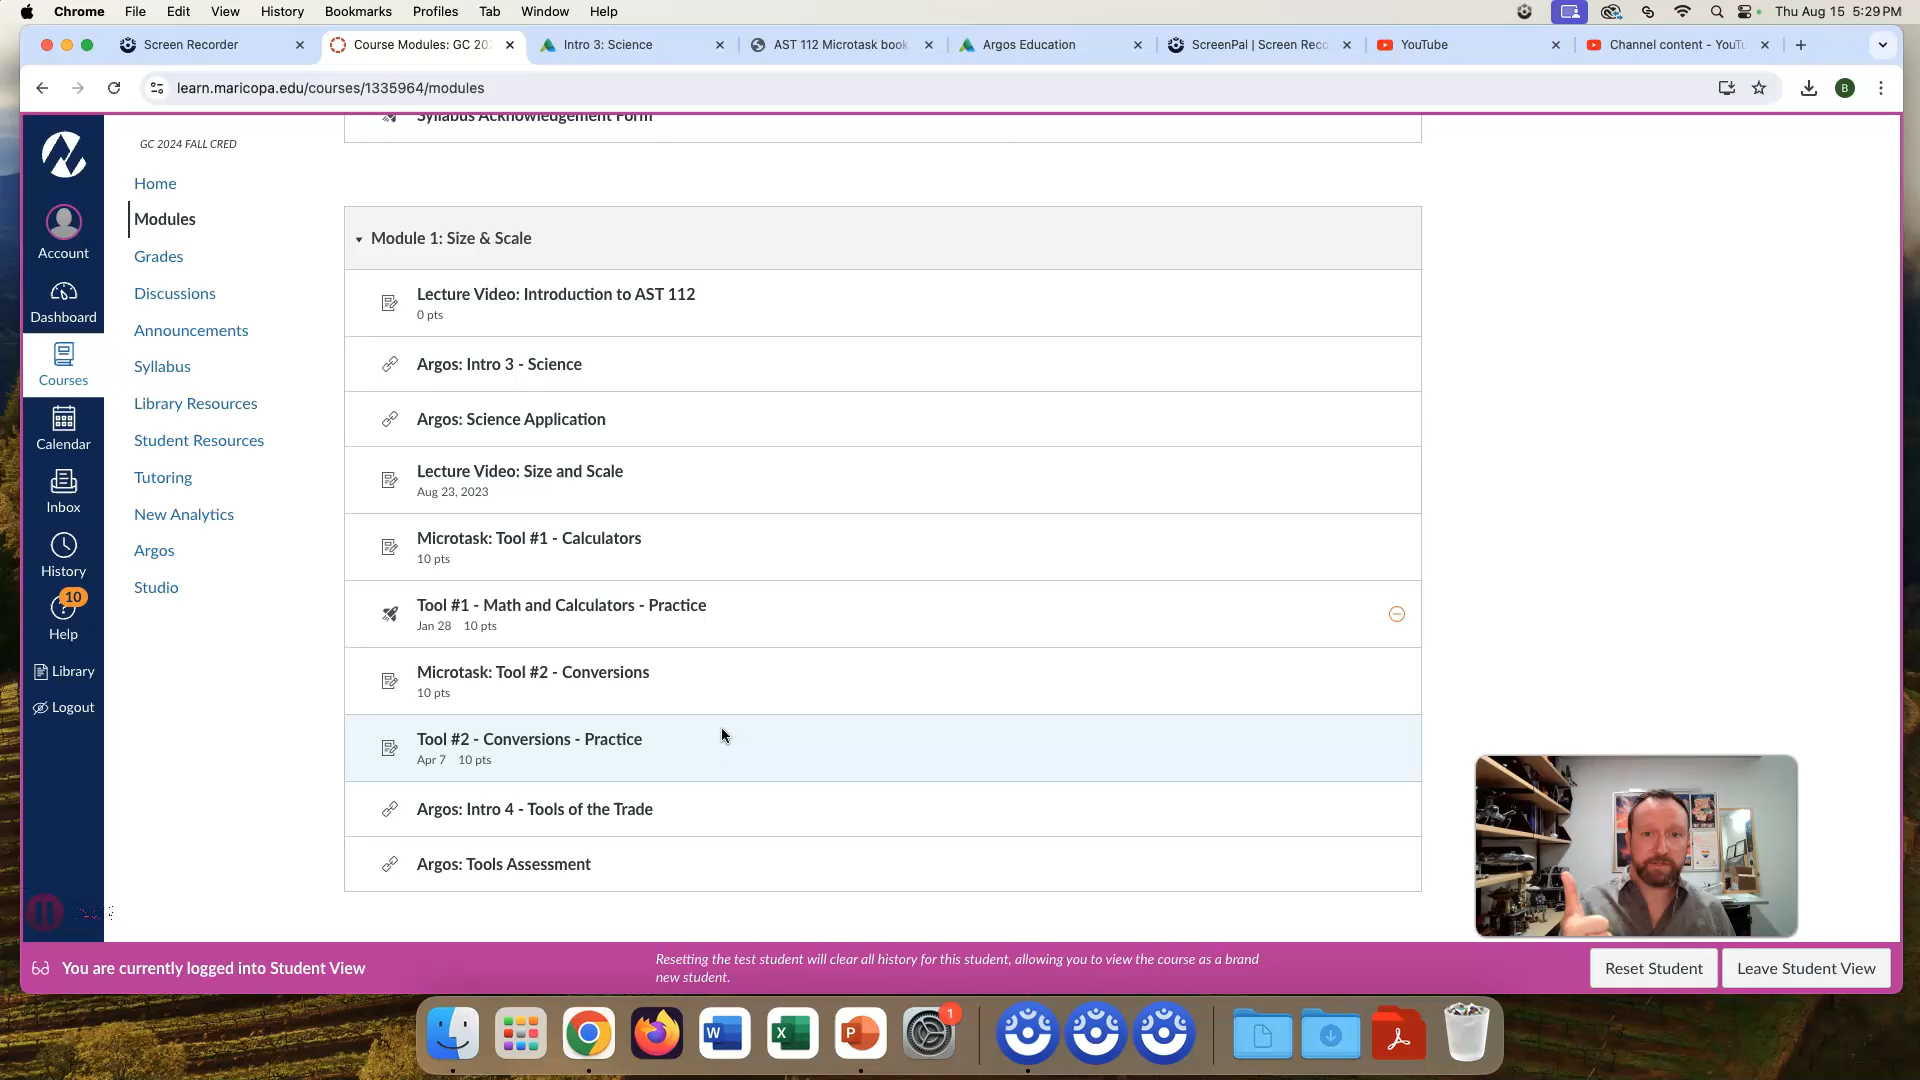 Chrome File Edit View History Bookmarks Profiles Tab Window Help Thu Aug 15 5:29 PM
Screen Recorder
Course Modules: GC 202
Intro 3: Science
AST 112 Microtask book
Argos Education
ScreenPal | Screen Reco
YouTube
Channel content - YouTu
learn.maricopa.edu/courses/1335964/modules
B
Syllabus Acknowledgement Form
GC 2024 FALL CRED
Home
Modules
Grades
Discussions
Announcements
Syllabus
Library Resources
Student Resources
Tutoring
New Analytics
Argos
Studio
Account
Dashboard
Courses
Calendar
Inbox
History
10
Help
Library
Logout
Module 1: Size & Scale
Lecture Video: Introduction to AST 112
0 pts
Argos: Intro 3 - Science
Argos: Science Application
Lecture Video: Size and Scale
Aug 23, 2023
Microtask: Tool #1 - Calculators
10 pts
Tool #1 - Math and Calculators - Practice
Jan 28 10 pts
Microtask: Tool #2 - Conversions
10 pts
Tool #2 - Conversions - Practice
Apr 7 10 pts
Argos: Intro 4 - Tools of the Trade
Argos: Tools Assessment
You are currently logged into Student View
Resetting the test student will clear all history for this student, allowing you to view the course as a brand
new student.
Reset Student
Leave Student View
W
X
P
1